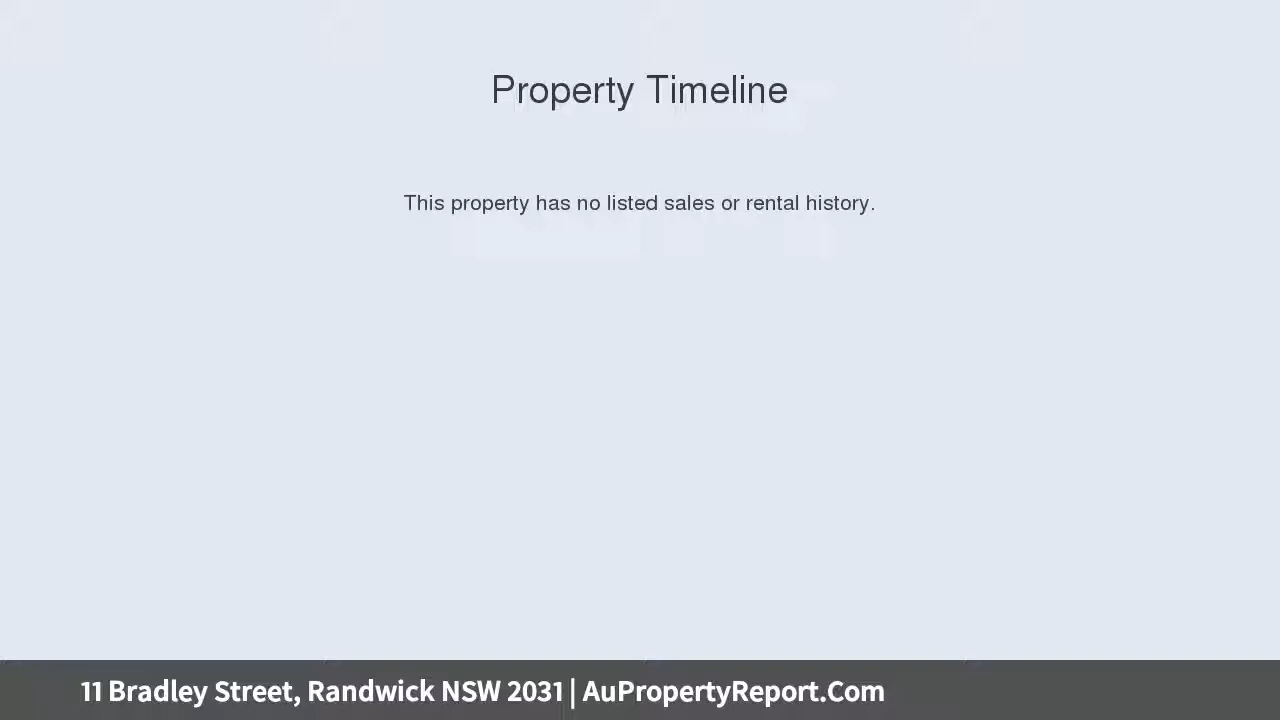 Property Timeline
This property has no listed sales or rental history.
11 Bradley Street, Randwick NSW 2031 | AuPropertyReport.Com